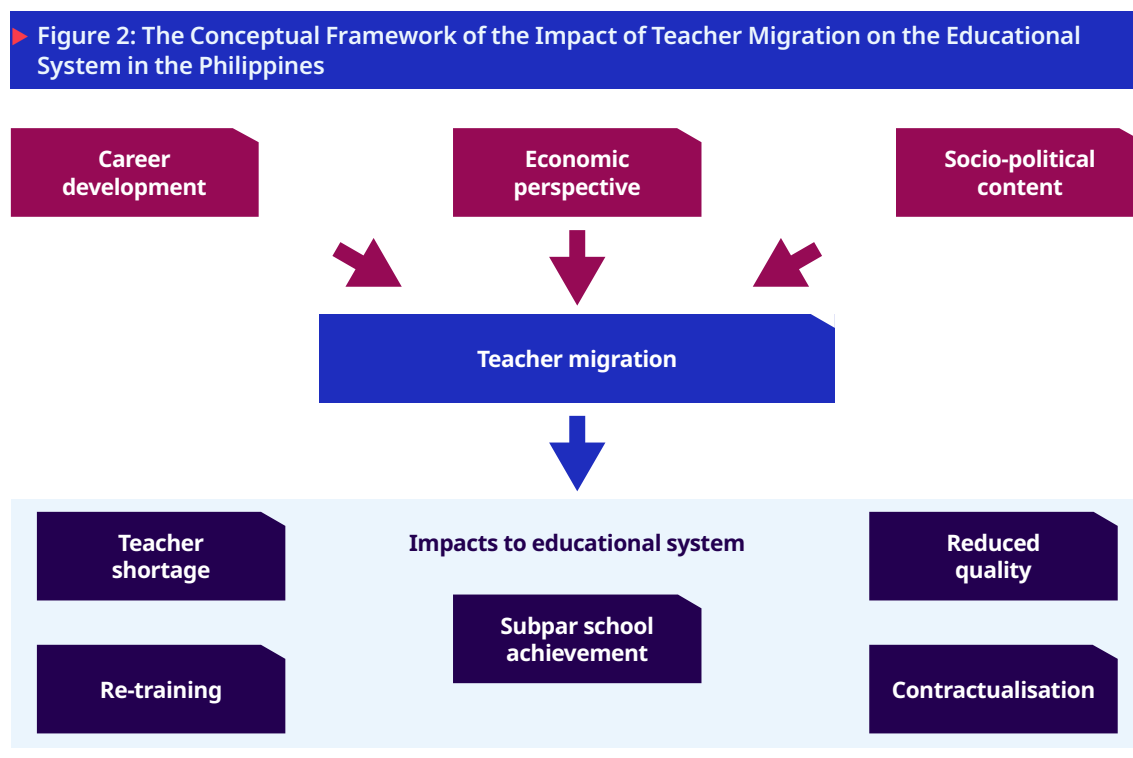 Figure 2: The Conceptual Framework of the Impact of Teacher Migration on the Educational
System in the Philippines
Career
development
Economic
perspective
Socio-political
content
Teacher migration
Impacts to educational system
Teacher
shortage
Reduced
quality
Subpar school
achievement
Re-training
Contractualisation